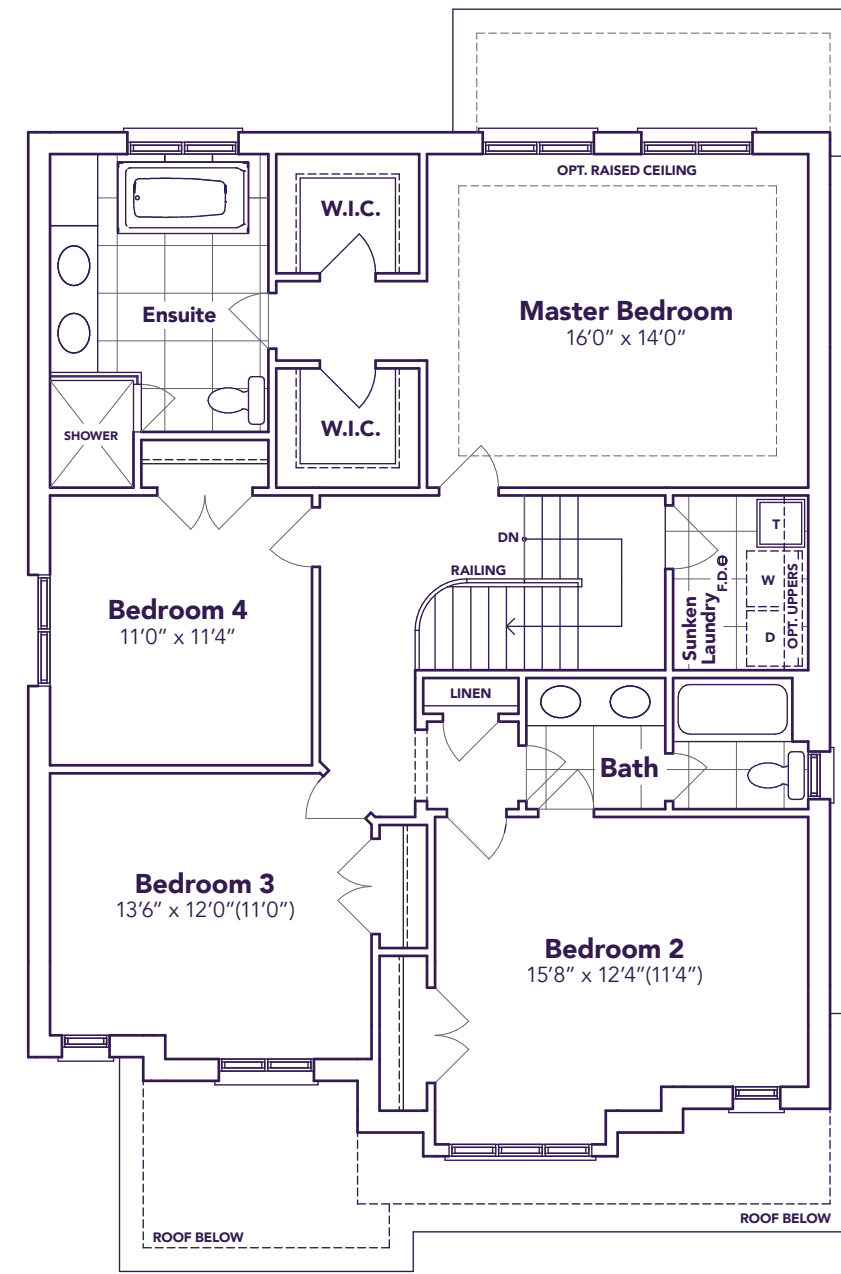 OPT. RAISED CEILING
W.I.C.
Master Bedroom
16'0" x 14'0"
Ensuite
W.I.C.
SHOWER
DN
RAILING
T
W
D
OPT. UPPERS
F.D.
Sunken
Laundry
Bedroom 4
11'0" x 11'4"
LINEN
Bath
Bedroom 3
13'6" x 12'0"(11'0")
Bedroom 2
15'8" x 12'4"(11'4")
ROOF BELOW
ROOF BELOW